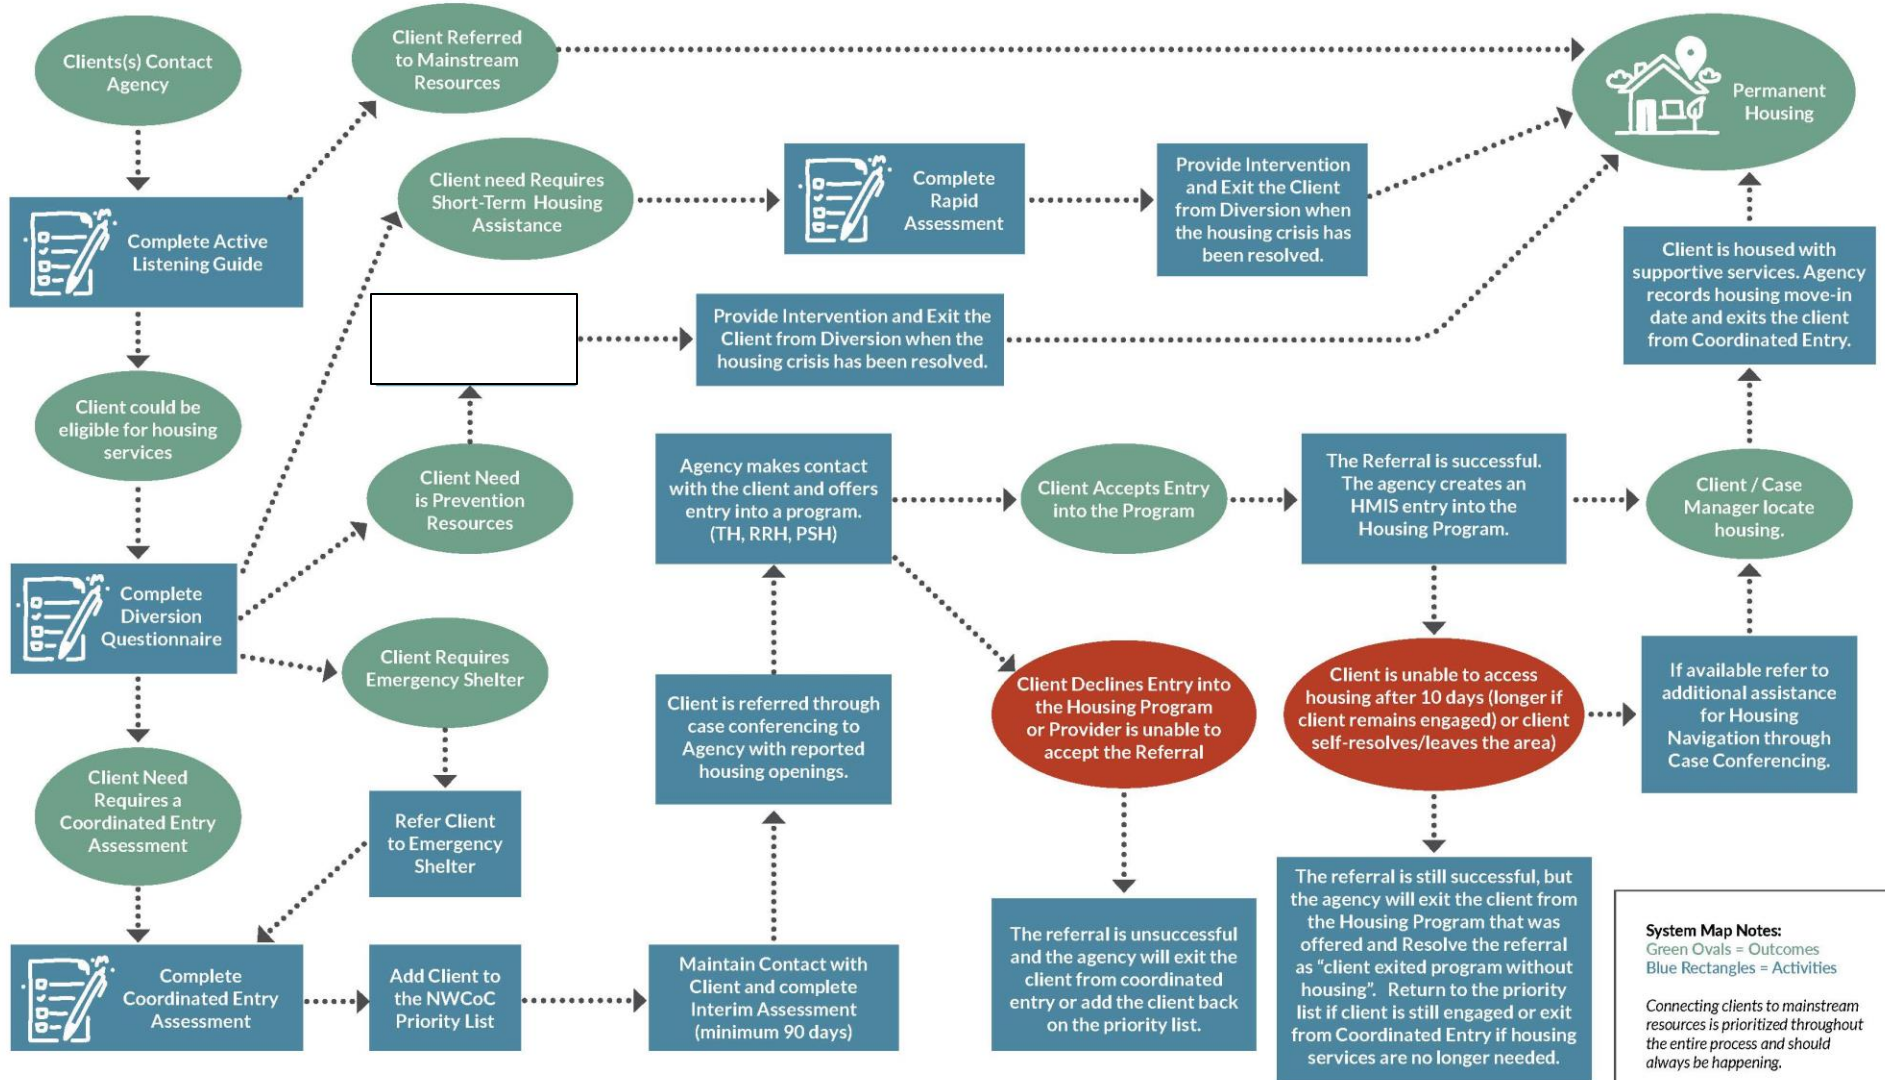 Clients(s) Contact
Agency
Client Referred
to Mainstream
Resources
Permanent
Housing
Complete Active
Listening Guide
Client need Requires
Short-Term Housing
Assistance
Complete
Rapid
Assessment
Provide Intervention
and Exit the Client
from Diversion when
the housing crisis has
been resolved.
Client is housed with
supportive services. Agency
records housing move-in
date and exits the client
from Coordinated Entry.
Provide Intervention and Exit the
Client from Diversion when the
housing crisis has been resolved.
Client could be
eligible for housing
services
Client Need
is Prevention
Resources
Agency makes contact
with the client and offers
entry into a program.
(TH, RRH, PSH)
Client Accepts Entry
into the Program
The Referral is successful.
The agency creates an
HMIS entry into the
Housing Program.
Client / Case
Manager locate
housing.
Complete
Diversion
Questionnaire
Client Requires
Emergency Shelter
Client is referred through
case conferencing to
Agency with reported
housing openings.
Client Declines Entry into
the Housing Program
or Provider is unable to
accept the Referral
Client is unable to access
housing after 10 days (longer if
client remains engaged) or client
self-resolves/leaves the area)
If available refer to
additional assistance
for Housing
Navigation through
Case Conferencing.
Client Need
Requires a
Coordinated Entry
Assessment
Refer Client
to Emergency
Shelter
Complete
Coordinated Entry
Assessment
Add Client to
the NWCoC
Priority List
Maintain Contact with
Client and complete
Interim Assessment
(minimum 90 days)
The referral is unsuccessful
and the agency will exit the
client from coordinated
entry or add the client back
on the priority list.
The referral is still successful, but
the agency will exit the client from
the Housing Program that was
offered and Resolve the referral
as "client exited program without
housing".   Return to the priority
list if client is still engaged or exit
from Coordinated Entry if housing
services are no longer needed.
System Map Notes:
Green Ovals = Outcomes
Blue Rectangles = Activities
Connecting clients to mainstream
resources is prioritized throughout
the entire process and should
always be happening.